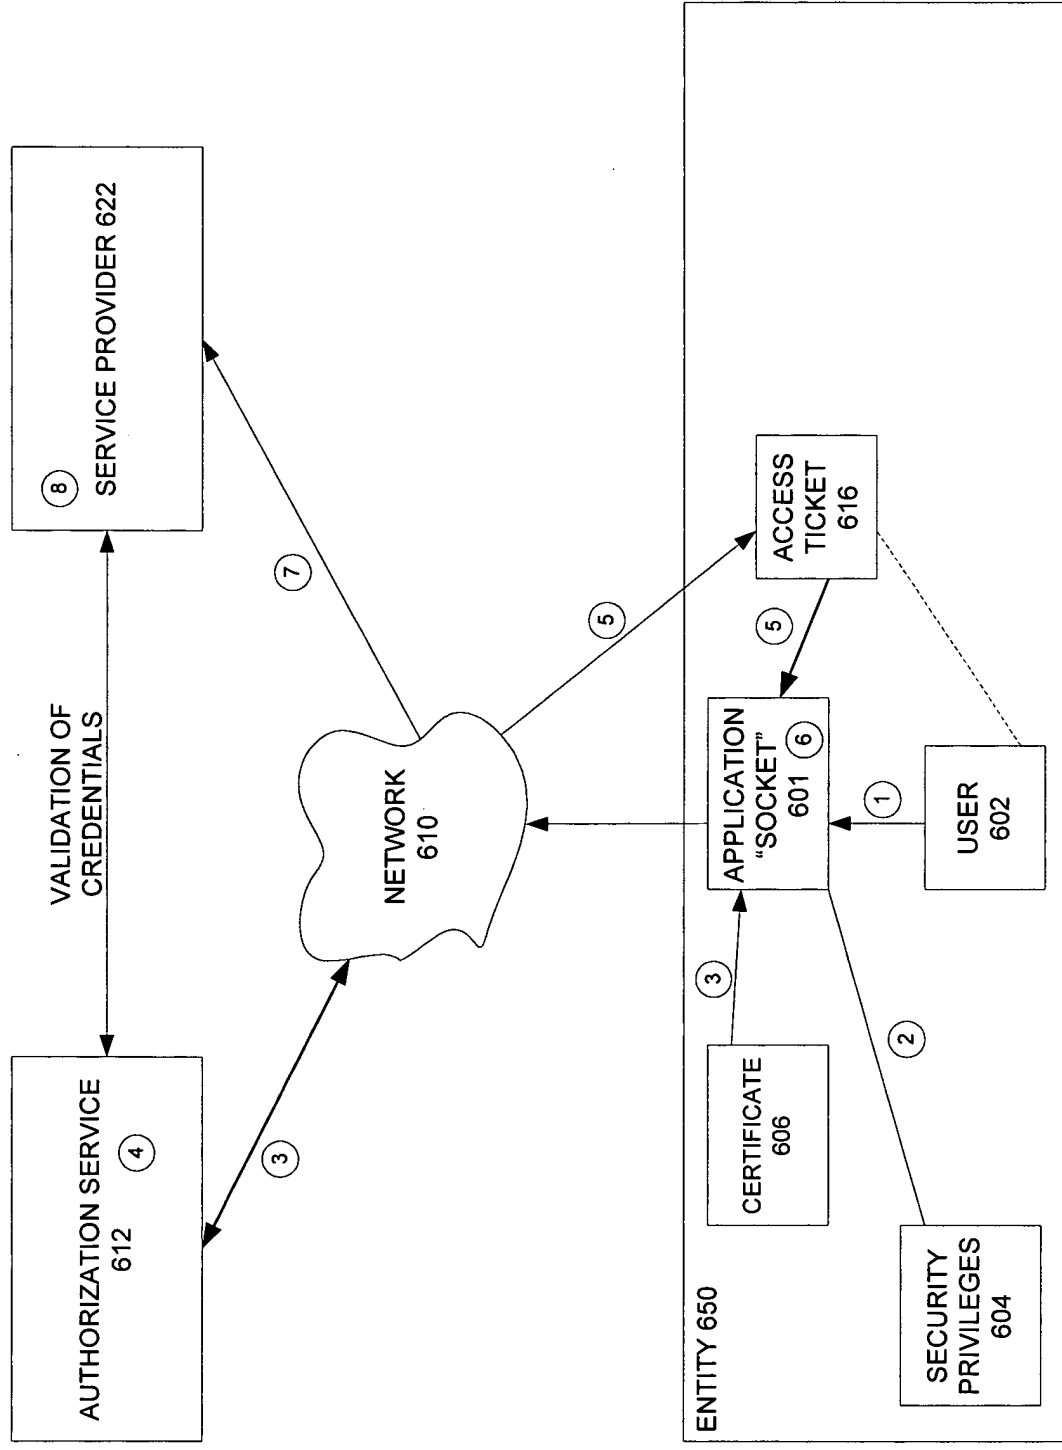 AUTHORIZATION SERVICE
612
4
VALIDATION OF
CREDENTIALS
8
SERVICE PROVIDER 622
3
7
NETWORK
610
5
ENTITY 650
CERTIFICATE
606
3
APPLICATION
"SOCKET"
601
6
5
ACCESS
TICKET
616
2
1
SECURITY
PRIVILEGES
604
USER
602